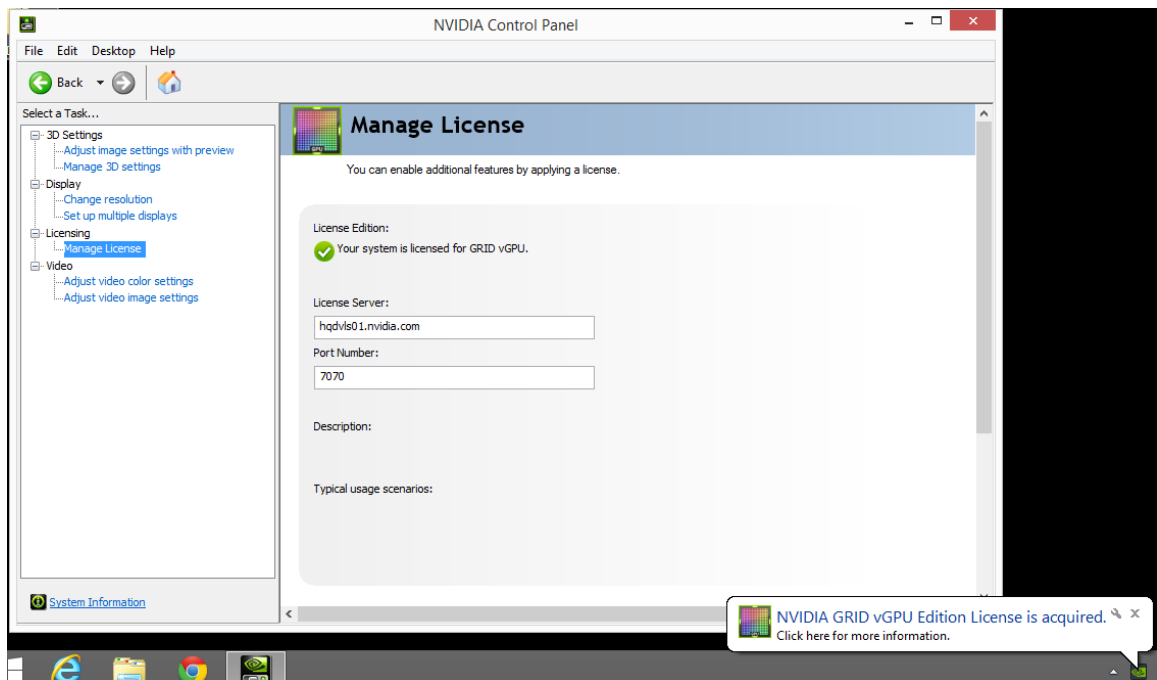 NVIDIA Control Panel
File Edit Desktop Help
Back
Select a Task...
3D Settings
Adjust image settings with preview
Manage 3D settings
Display
Change resolution
Set up multiple displays
Licensing
Manage License
Video
Adjust video color settings
Adjust video image settings
System Information
GPU
Manage License
You can enable additional features by applying a license.
License Edition:
Your system is licensed for GRID vGPU.
License Server:
hqdvls01.nvidia.com
Port Number:
7070
Description:
Typical usage scenarios:
NVIDIA GRID vGPU Edition License is acquired.
Click here for more information.